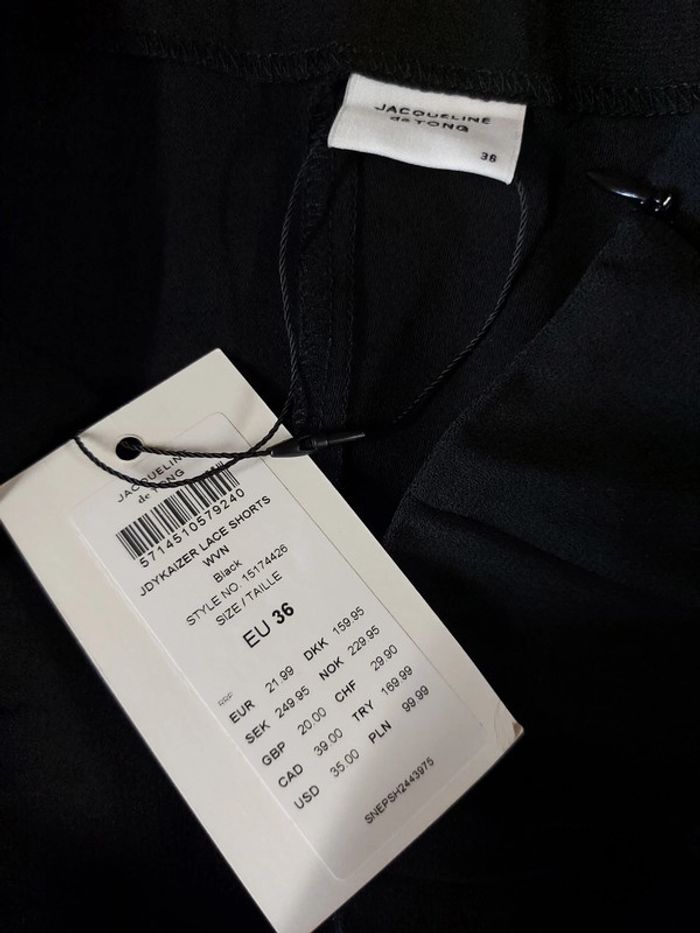 JACQUELINE
de YONG
36
JACQUELINE
de YONG
5714510579240
JDYKAIZER LACE SHORTS
WVN
Black
STYLE NO. 15174426
SIZE / TAILLE
EU 36
RRP
EUR 21.99 DKK 159.95
SEK 249.95 NOK 229.95
GBP 20.00 CHF 29.90
CAD 39.00 TRY 169.99
USD 35.00 PLN 99.99
SNEPSH2443975